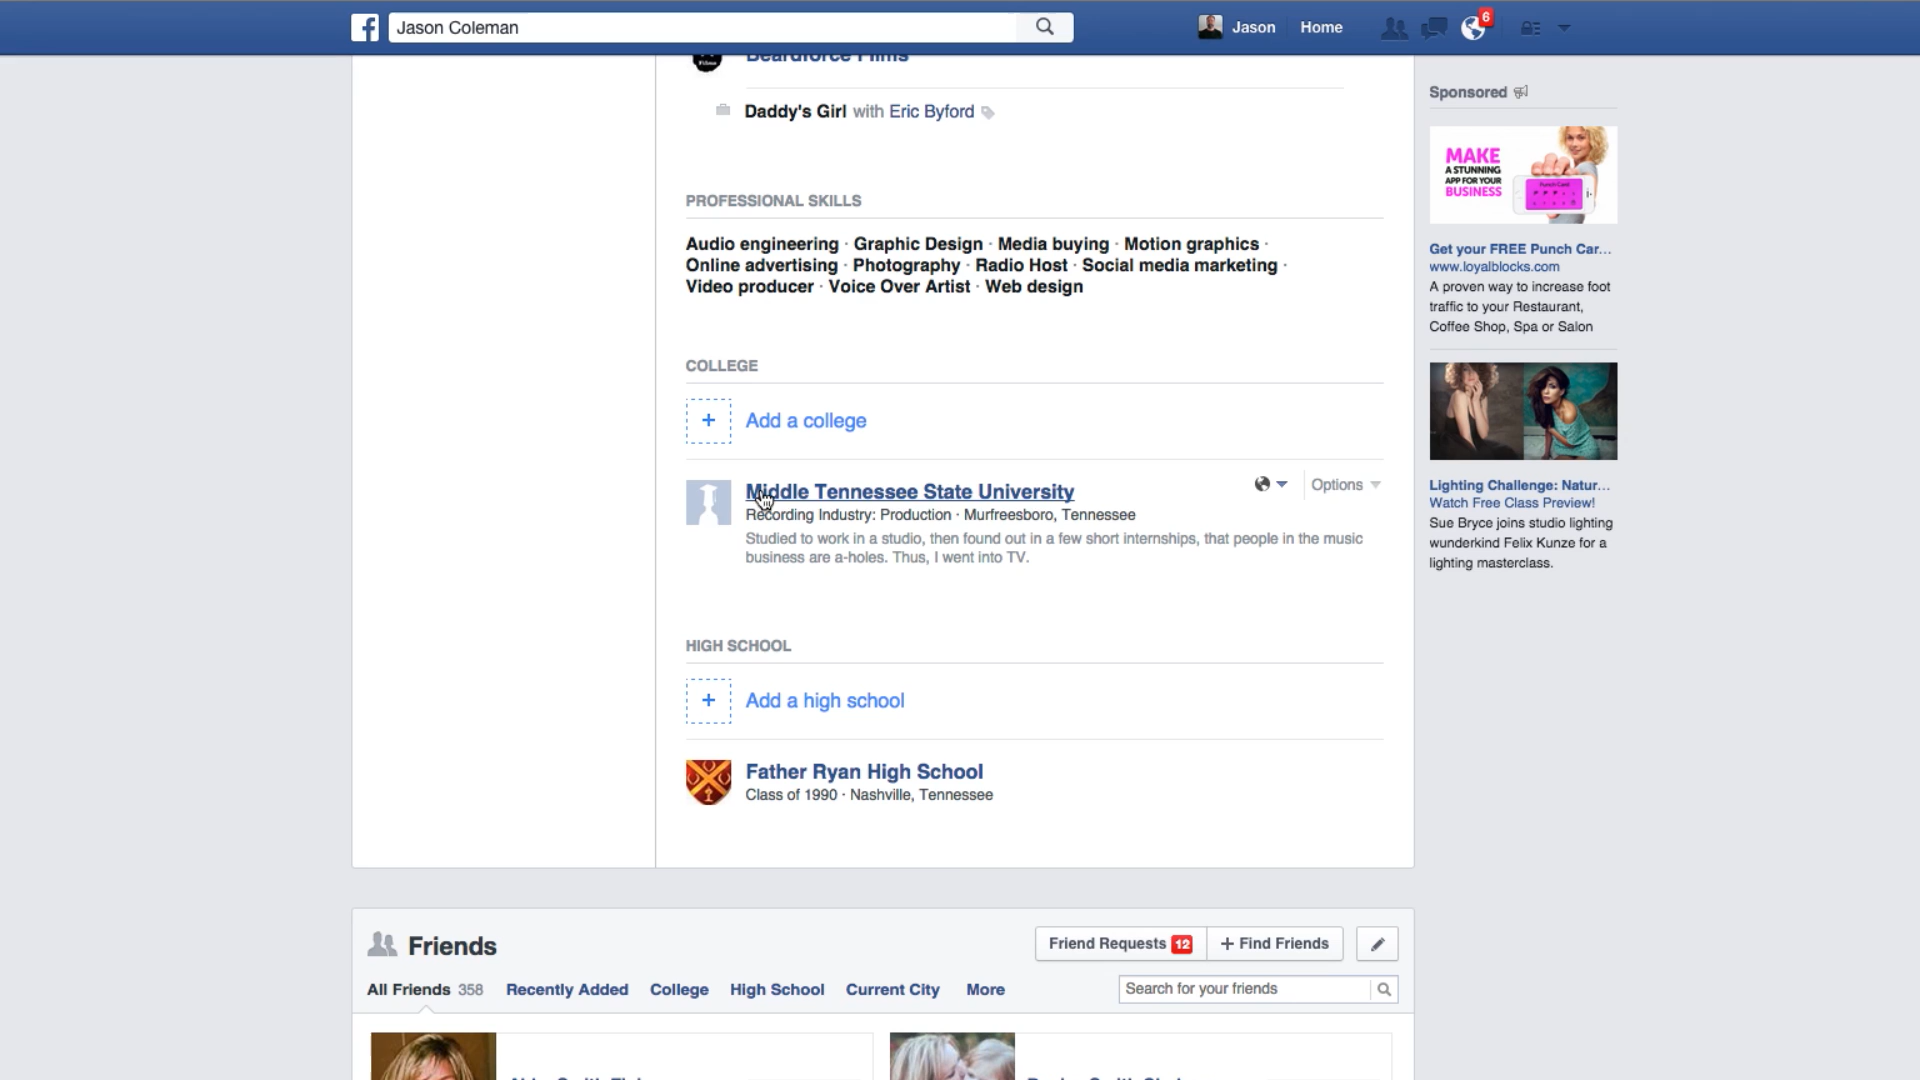 Jason Coleman
Jason Home 6
Beardforce Films
Daddy's Girl with Eric Byford
PROFESSIONAL SKILLS
Audio engineering · Graphic Design · Media buying · Motion graphics ·
Online advertising · Photography · Radio Host · Social media marketing ·
Video producer · Voice Over Artist · Web design
COLLEGE
+ Add a college
Middle Tennessee State University
Options
Recording Industry: Production · Murfreesboro, Tennessee
Studied to work in a studio, then found out in a few short internships, that people in the music
business are a-holes. Thus, I went into TV.
HIGH SCHOOL
+ Add a high school
Father Ryan High School
Class of 1990 · Nashville, Tennessee
Friends
Friend Requests 12
+ Find Friends
All Friends 358 Recently Added College High School Current City More
Search for your friends
Sponsored
MAKE
A STUNNING
APP FOR YOUR
BUSINESS
Punch Card
Get your FREE Punch Car...
www.loyalblocks.com
A proven way to increase foot
traffic to your Restaurant,
Coffee Shop, Spa or Salon
Lighting Challenge: Natur...
Watch Free Class Preview!
Sue Bryce joins studio lighting
wunderkind Felix Kunze for a
lighting masterclass.